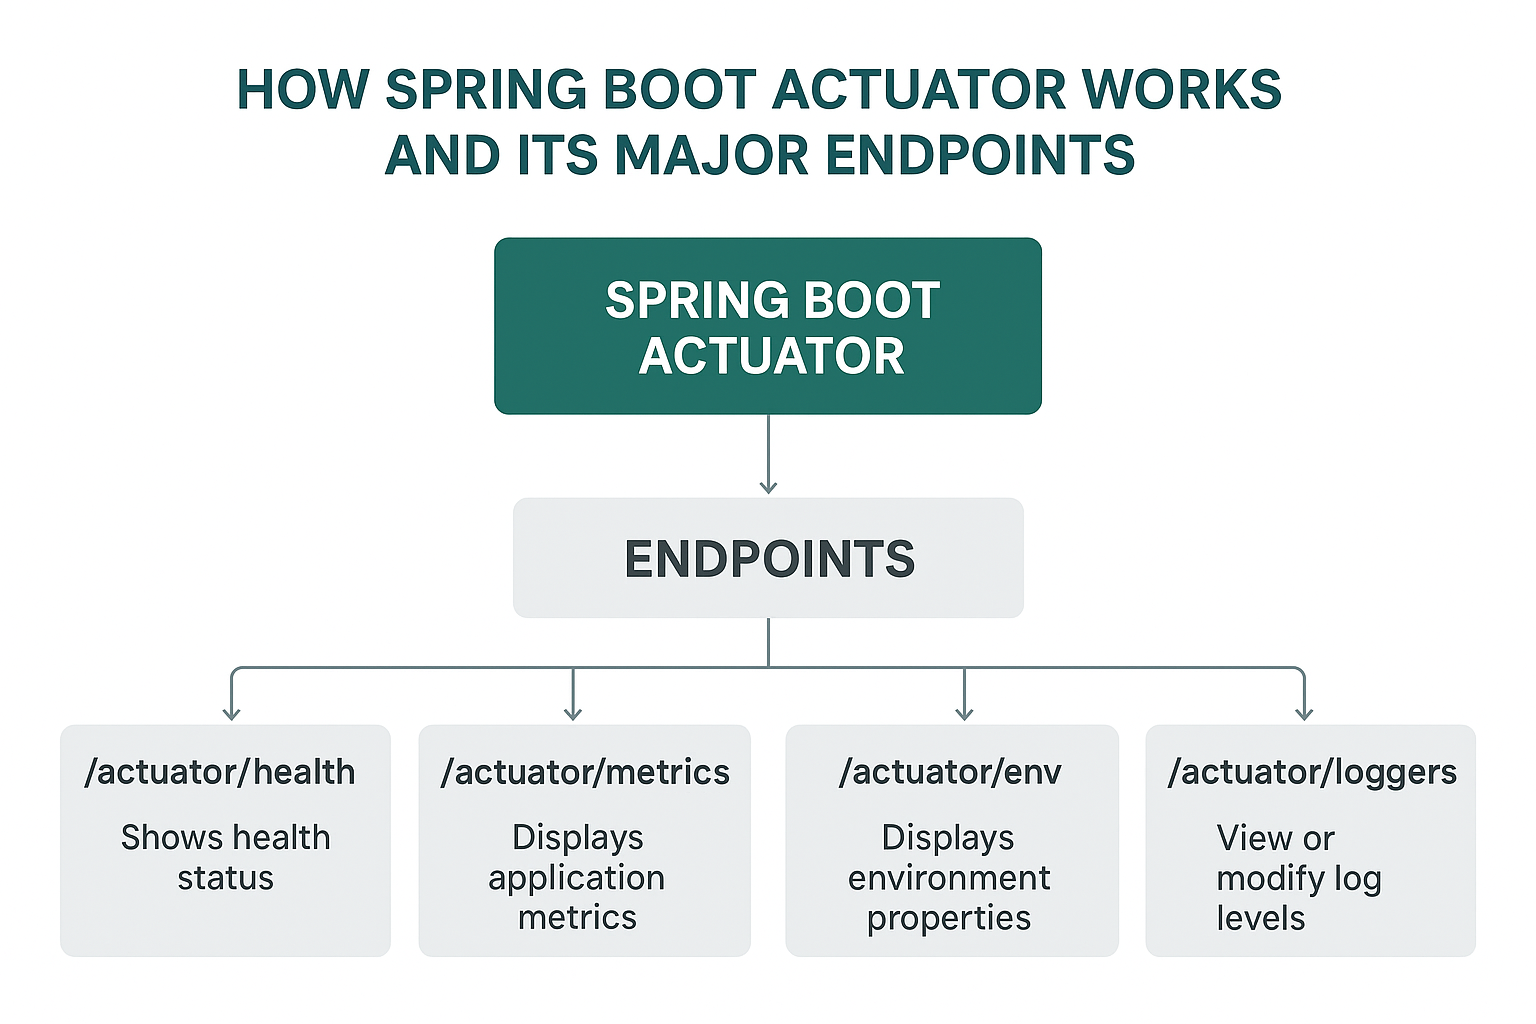 HOW SPRING BOOT ACTUATOR WORKS
AND ITS MAJOR ENDPOINTS
SPRING BOOT
ACTUATOR
ENDPOINTS
/actuator/health
Shows health
status
/actuator/metrics
Displays
application
metrics
/actuator/env
Displays
environment
properties
/actuator/loggers
View or
modify log
levels